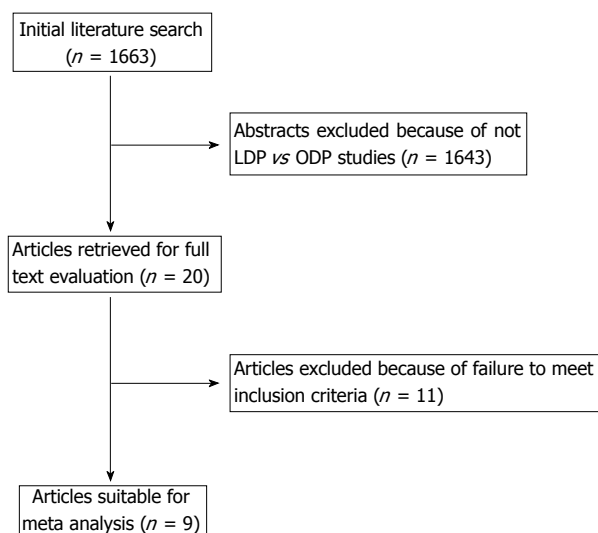 Initial literature search
(n = 1663)
Abstracts excluded because of not
LDP vs ODP studies (n = 1643)
Articles retrieved for full
text evaluation (n = 20)
Articles excluded because of failure to meet
inclusion criteria (n = 11)
Articles suitable for
meta analysis (n = 9)